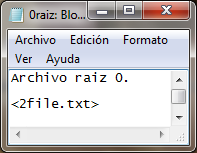 0raiz: Blo...
Archivo Edición Formato
Ver Ayuda
Archivo raiz 0.
<2file.txt>